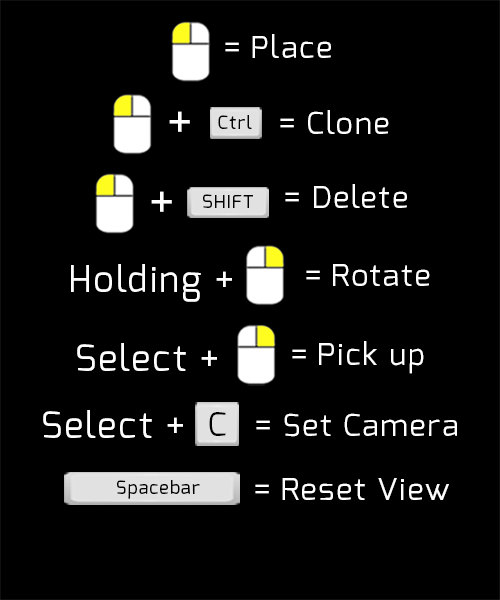 = Place
+ Ctrl = Clone
+ SHIFT = Delete
Holding + = Rotate
Select + = Pick up
Select + C = Set Camera
Spacebar = Reset View